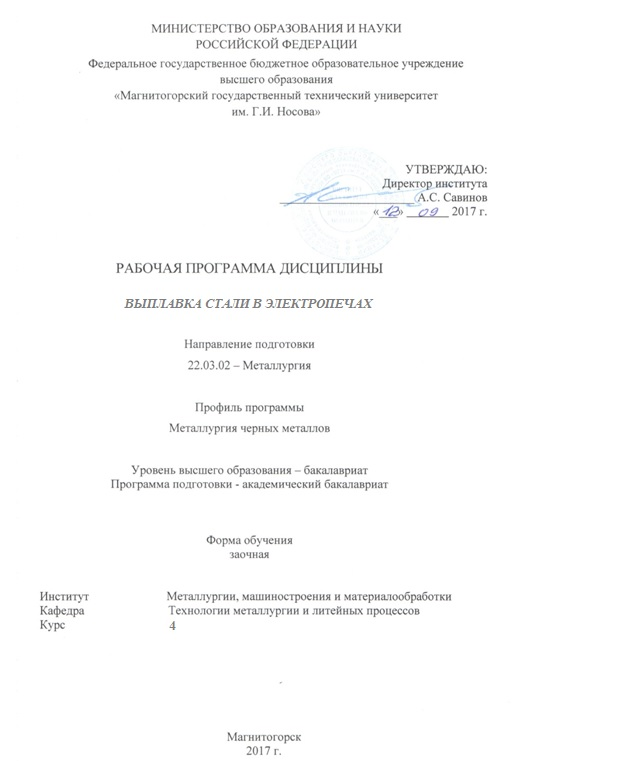 МИНИСТЕРСТВО ОБРАЗОВАНИЯ И НАУКИ
РОССИЙСКОЙ ФЕДЕРАЦИИ
Федеральное государственное бюджетное образовательное учреждение
высшего образования
«Магнитогорский государственный технический университет
им. Г.И. Носова»
УТВЕРЖДАЮ:
Директор института
А.С. Савинов
« » 09 2017 г.
РАБОЧАЯ ПРОГРАММА ДИСЦИПЛИНЫ
ВЫПЛАВКА СТАЛИ В ЭЛЕКТРОПЕЧАХ
Направление подготовки
22.03.02 – Металлургия
Профиль программы
Металлургия черных металлов
Уровень высшего образования – бакалавриат
Программа подготовки - академический бакалавриат
Форма обучения
заочная
Институт Металлургии, машиностроения и материалообработки
Кафедра Технологии металлургии и литейных процессов
Курс 4
Магнитогорск
2017 г.